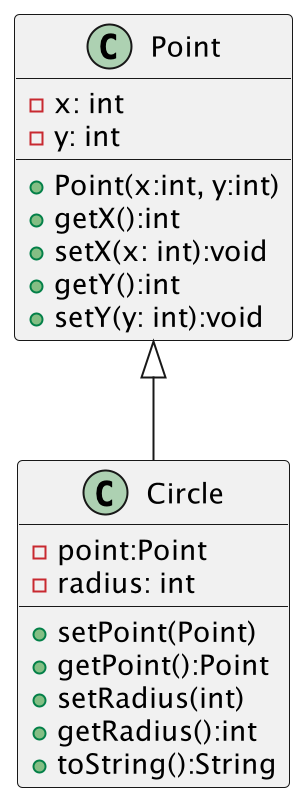 C Point
x: int
y: int
Point(x:int, y:int)
getX():int
setX(x: int):void
getY():int
setY(y: int):void
C Circle
point:Point
radius: int
setPoint(Point)
getPoint():Point
setRadius(int)
getRadius():int
toString():String